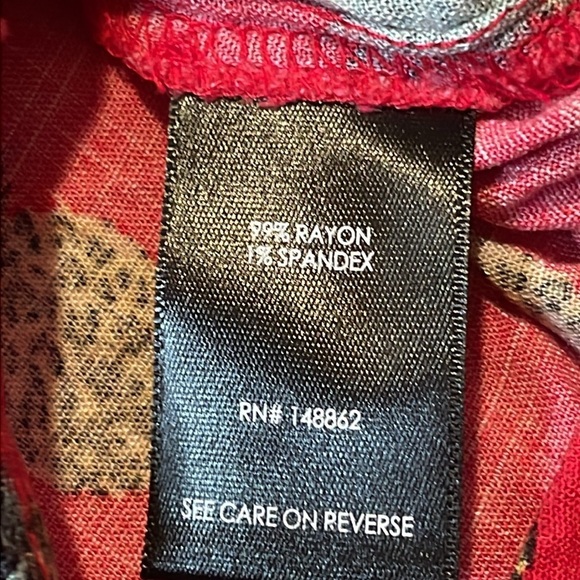 99% RAYON
1% SPANDEX
RN# 148862
SEE CARE ON REVERSE